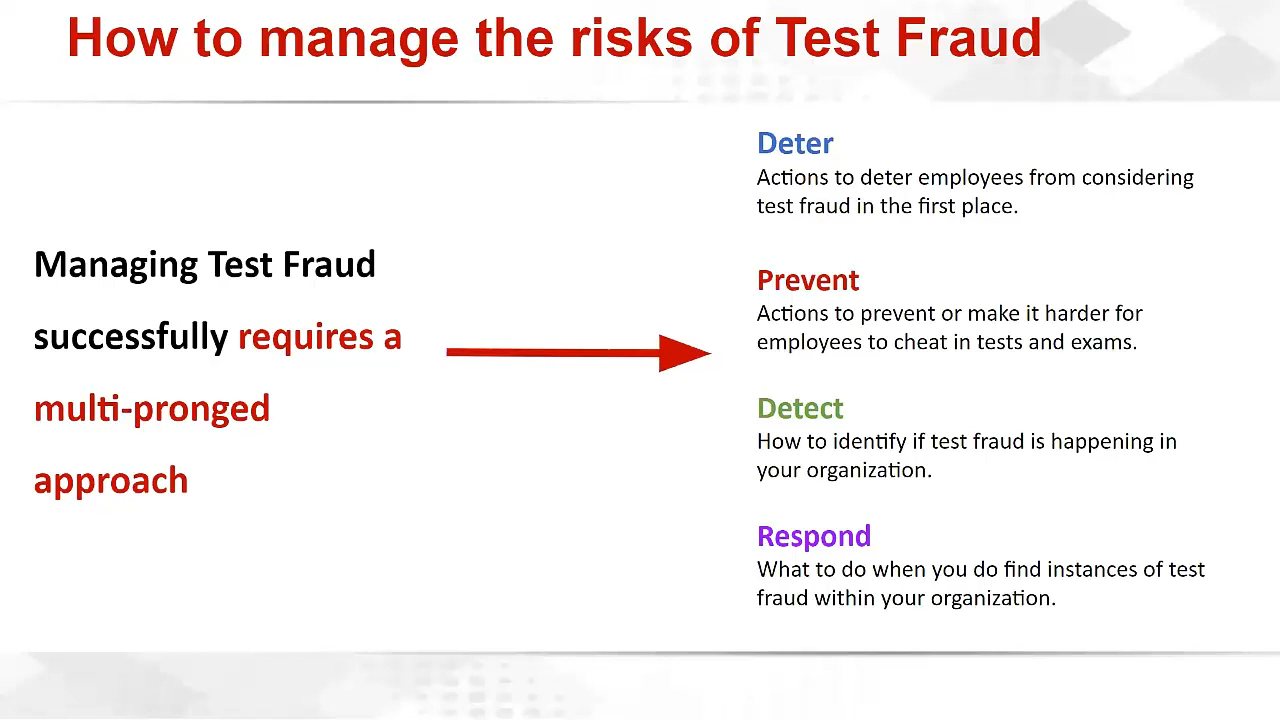 How to manage the risks of Test Fraud
Managing Test Fraud
successfully requires a
multi-pronged
approach
Deter
Actions to deter employees from considering
test fraud in the first place.
Prevent
Actions to prevent or make it harder for
employees to cheat in tests and exams.
Detect
How to identify if test fraud is happening in
your organization.
Respond
What to do when you do find instances of test
fraud within your organization.